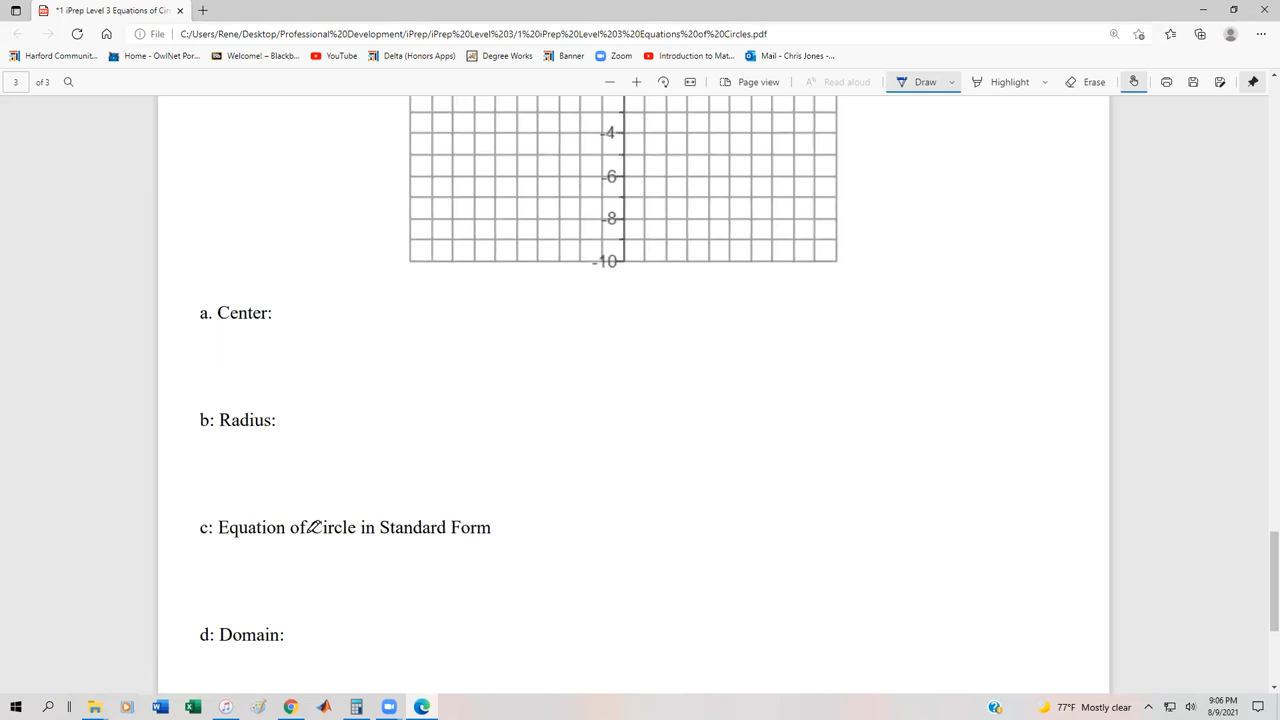 *1 iPrep Level 3 Equations of Cir
File C:/Users/Rene/Desktop/Professional%20Development/iPrep/iPrep%20Level%203/1%20iPrep%20Level%203%20Equations%20of%20Circles.pdf
Harford Communit... Home - OwlNet Por... Welcome! – Blackb... YouTube Delta (Honors Apps) Degree Works Introduction to Mat... Banner Zoom Introduction to Mat... Mail - Chris Jones -...
3 of 3 Page view Read aloud Draw Highlight Erase
-4
-6
-8
-10
a. Center:
b: Radius:
c: Equation of Circle in Standard Form
d: Domain:
77°F Mostly clear 9:06 PM
8/9/2021